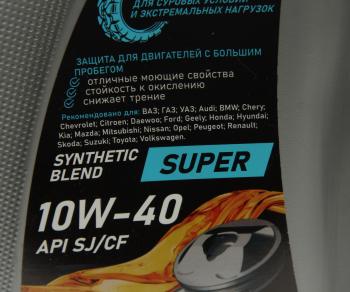 ДЛЯ СУРОВЫХ УСЛОВИЙ
И ЭКСТРЕМАЛЬНЫХ НАГРУЗОК
ЗАЩИТА ДЛЯ ДВИГАТЕЛЕЙ С БОЛЬШИМ
ПРОБЕГОМ
отличные моющие свойства
стойкость к окислению
снижает трение
Рекомендовано для: ВАЗ; ГАЗ; УАЗ; Audi; BMW; Chery;
Chevrolet; Citroen; Daewoo; Ford; Geely; Honda; Hyundai;
Kia; Mazda; Mitsubishi; Nissan; Opel; Peugeot; Renault;
Skoda; Suzuki; Toyota; Volkswagen.
SYNTHETIC
BLEND
SUPER
10W-40
API SJ/CF